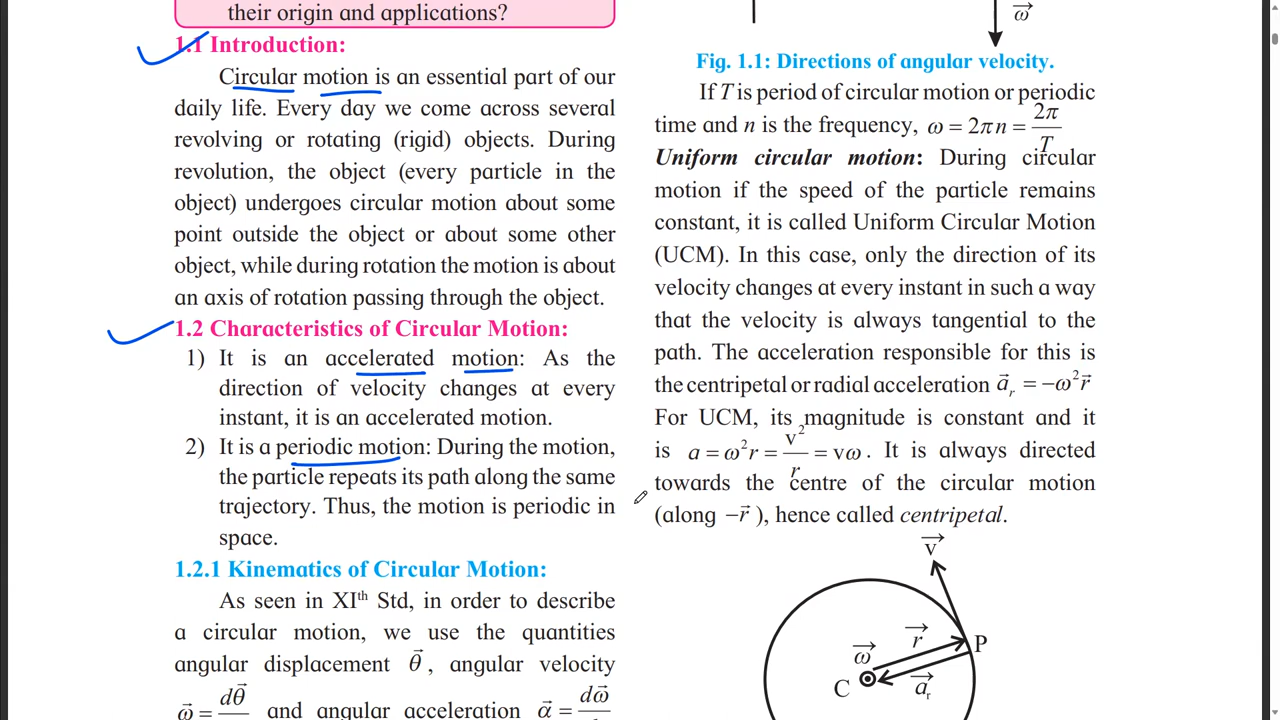 their origin and applications?
1.1 Introduction:
Circular motion is an essential part of our
daily life. Every day we come across several
revolving or rotating (rigid) objects. During
revolution, the object (every particle in the
object) undergoes circular motion about some
point outside the object or about some other
object, while during rotation the motion is about
an axis of rotation passing through the object.
1.2 Characteristics of Circular Motion:
1) It is an accelerated motion: As the
direction of velocity changes at every
instant, it is an accelerated motion.
2) It is a periodic motion: During the motion,
the particle repeats its path along the same
trajectory. Thus, the motion is periodic in
space.
1.2.1 Kinematics of Circular Motion:
As seen in XIth Std, in order to describe
a circular motion, we use the quantities
angular displacement θ⃗, angular velocity
ω⃗ = dθ⃗/ and angular acceleration α⃗ = dω⃗/
ω⃗
Fig. 1.1: Directions of angular velocity.
If T is period of circular motion or periodic
time and n is the frequency, ω = 2πn = 2π/T
Uniform circular motion: During circular
motion if the speed of the particle remains
constant, it is called Uniform Circular Motion
(UCM). In this case, only the direction of its
velocity changes at every instant in such a way
that the velocity is always tangential to the
path. The acceleration responsible for this is
the centripetal or radial acceleration a⃗ᵣ = −ω²r⃗
For UCM, its magnitude is constant and it
is a = ω²r = v²/r = vω. It is always directed
towards the centre of the circular motion
(along −r⃗), hence called centripetal.
v⃗
r⃗
P
ω⃗
C
a⃗ᵣ